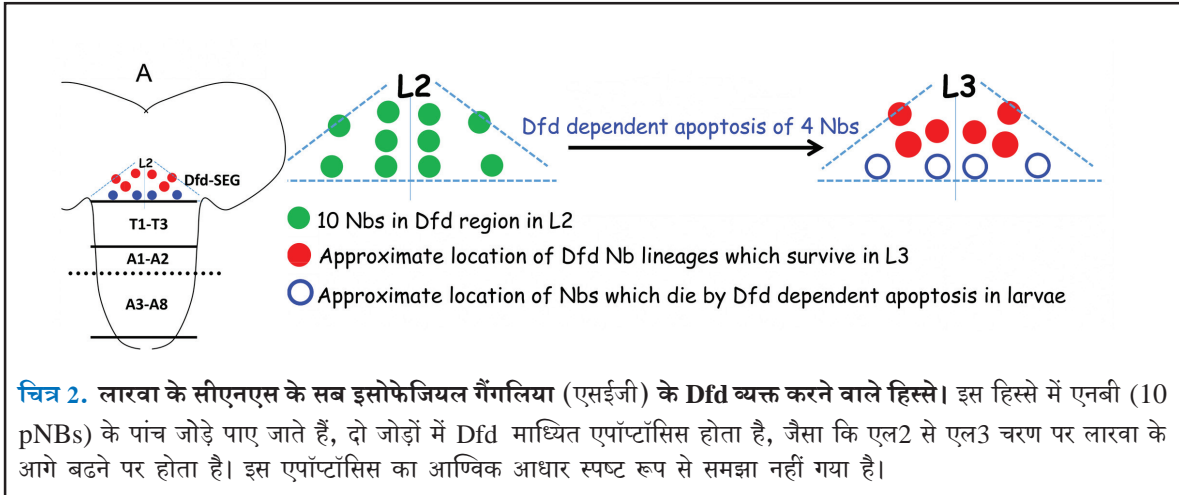 A
L2
Dfd-SEG
T1-T3
A1-A2
A3-A8
L2
Dfd dependent apoptosis of 4 Nbs
L3
10 Nbs in Dfd region in L2
Approximate location of Dfd Nb lineages which survive in L3
Approximate location of Nbs which die by Dfd dependent apoptosis in larvae
चित्र 2. लारवा के सीएनएस के सब इसोफेजियल गैंगलिया (एसईजी) के Dfd व्यक्त करने वाले हिस्से। इस हिस्से में एनबी (10
pNBs) के पांच जोड़े पाए जाते हैं, दो जोड़ों में Dfd माध्यित एपॉप्टॉसिस होता है, जैसा कि एल2 से एल3 चरण पर लारवा के
आगे बढने पर होता है। इस एपॉप्टॉसिस का आण्विक आधार स्पष्ट रूप से समझा नहीं गया है।